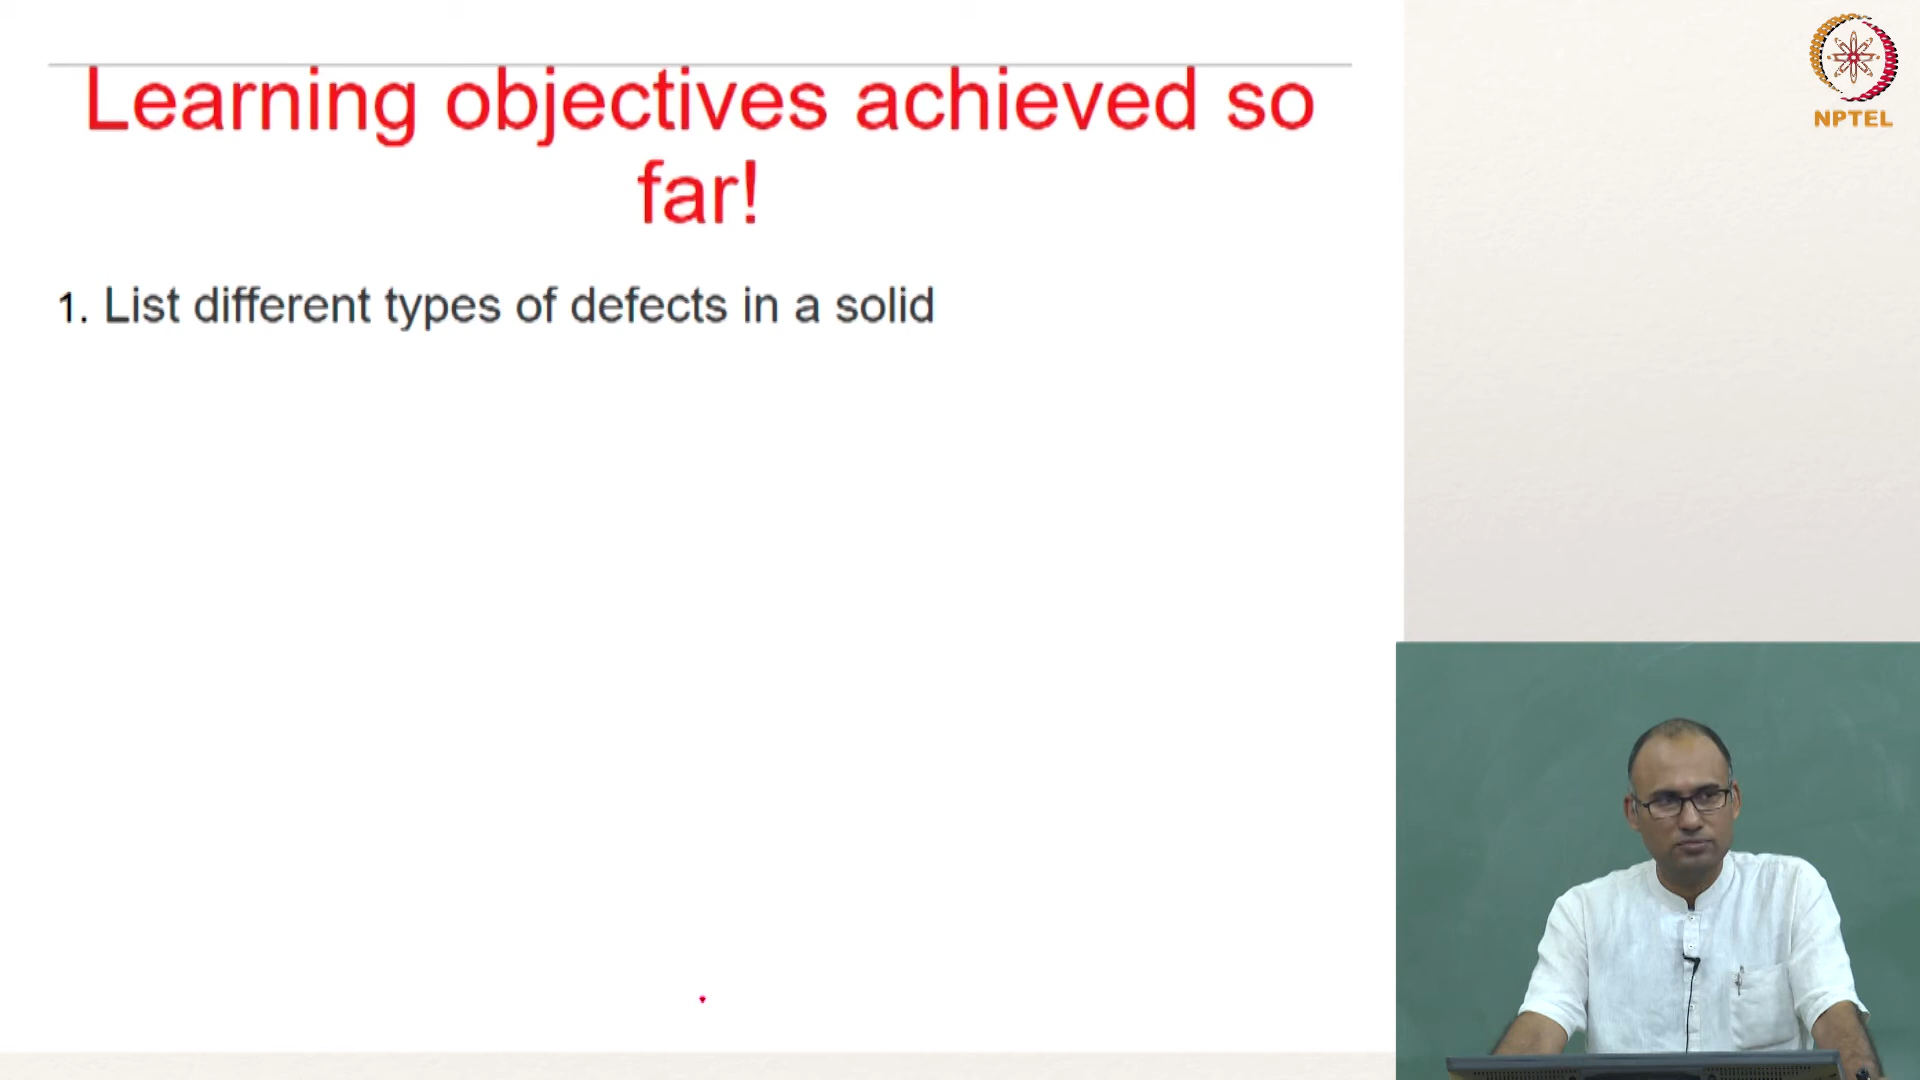 Learning objectives achieved so
far!
1. List different types of defects in a solid
NPTEL